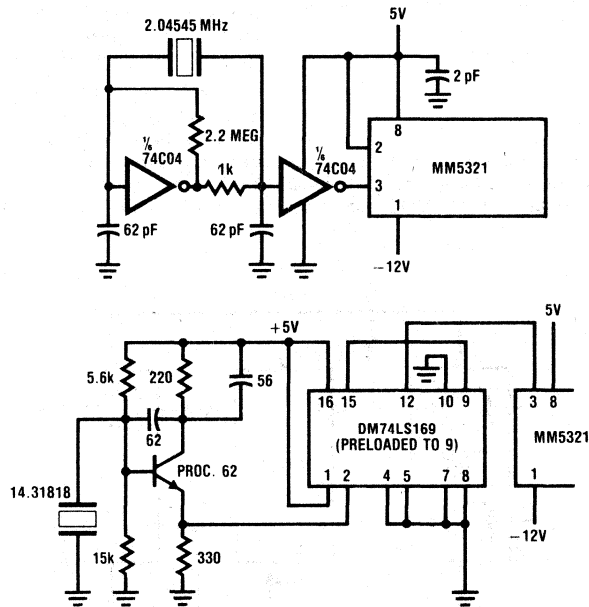 2.04545 MHz
5V
2 pF
2.2 MEG
⅙
74C04
1k
⅙
74C04
8
2
MM5321
3
1
62 pF
62 pF
–12V
+5V
5V
5.6k
220
56
16 15 12 10 9
3 8
62
DM74LS169
(PRELOADED TO 9)
MM5321
PROC. 62
1 2 4 5 7 8
1
14.31818
–12V
15k
330